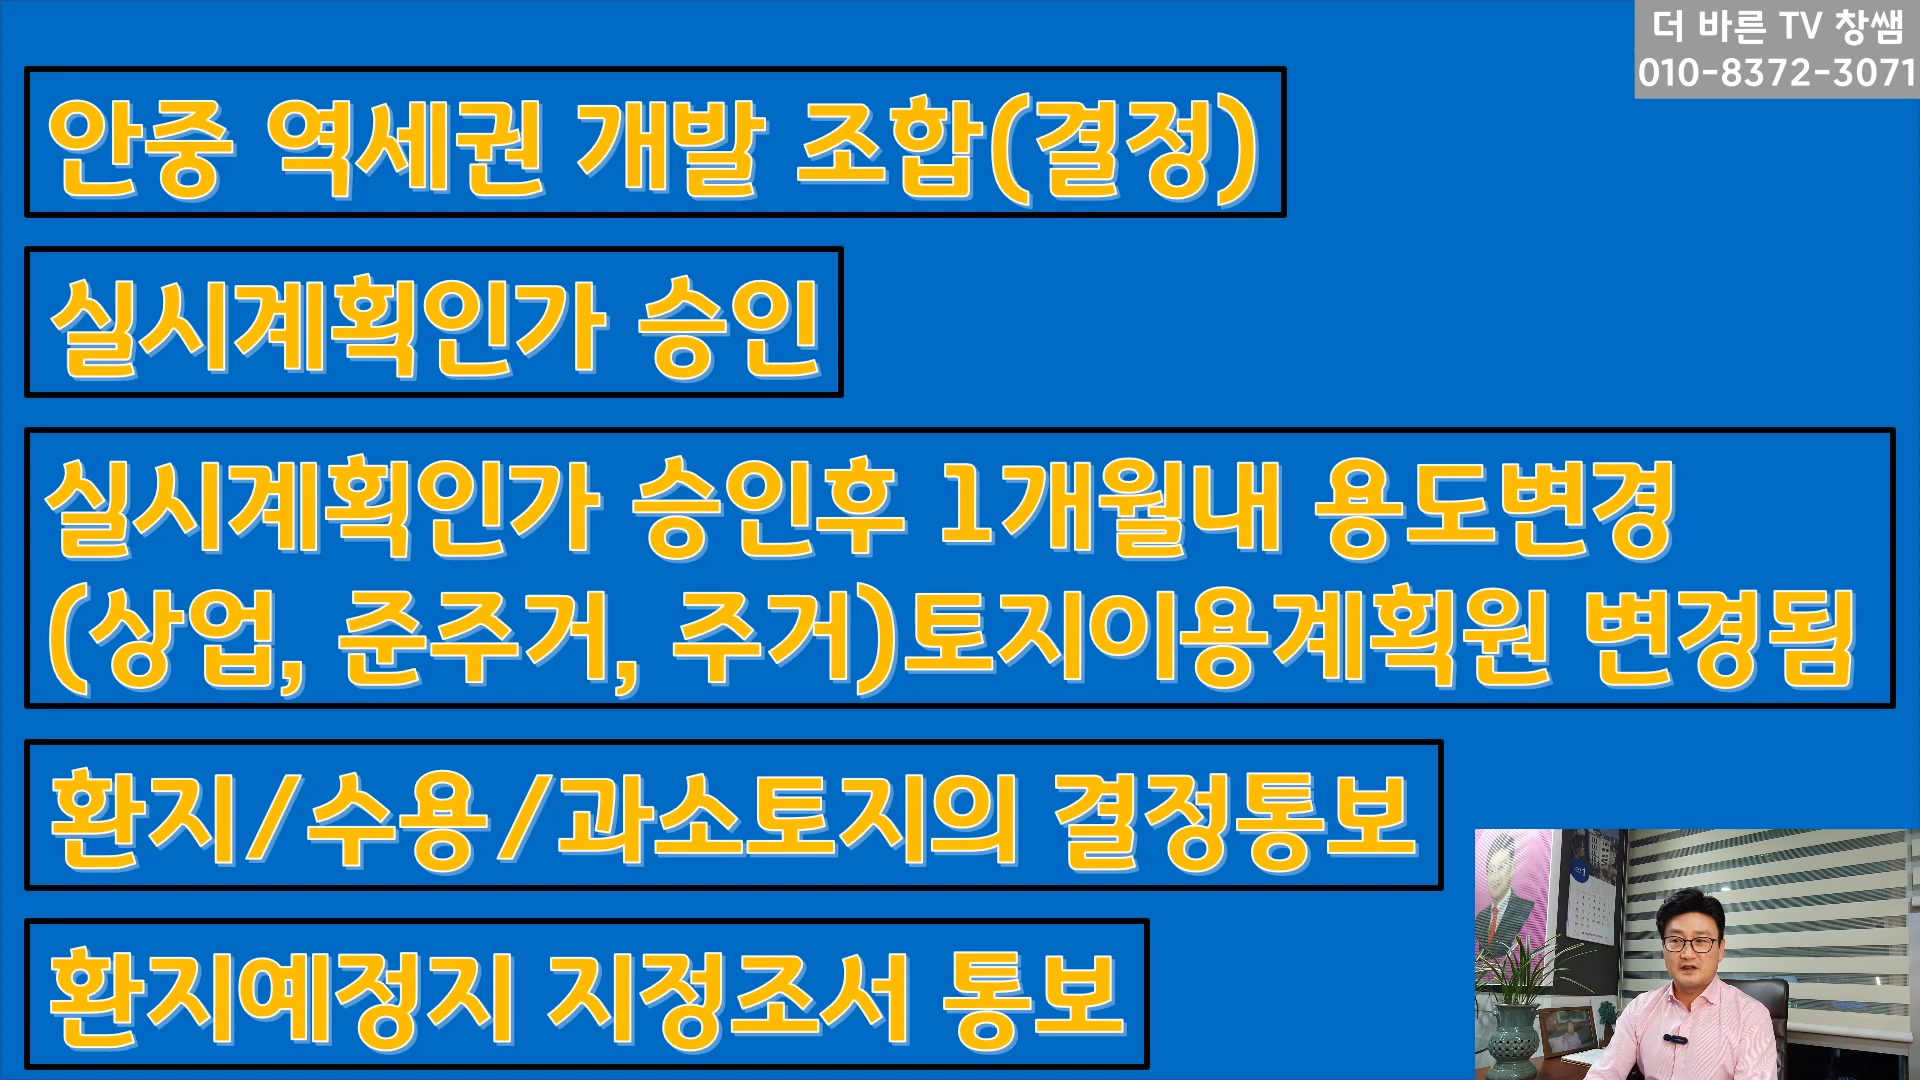 더 바른 TV 창쌤
010-8372-3071
안중 역세권 개발 조합(결정)
실시계획인가 승인
실시계획인가 승인후 1개월내 용도변경
(상업, 준주거, 주거)토지이용계획원 변경됨
환지/수용/과소토지의 결정통보
환지예정지 지정조서 통보